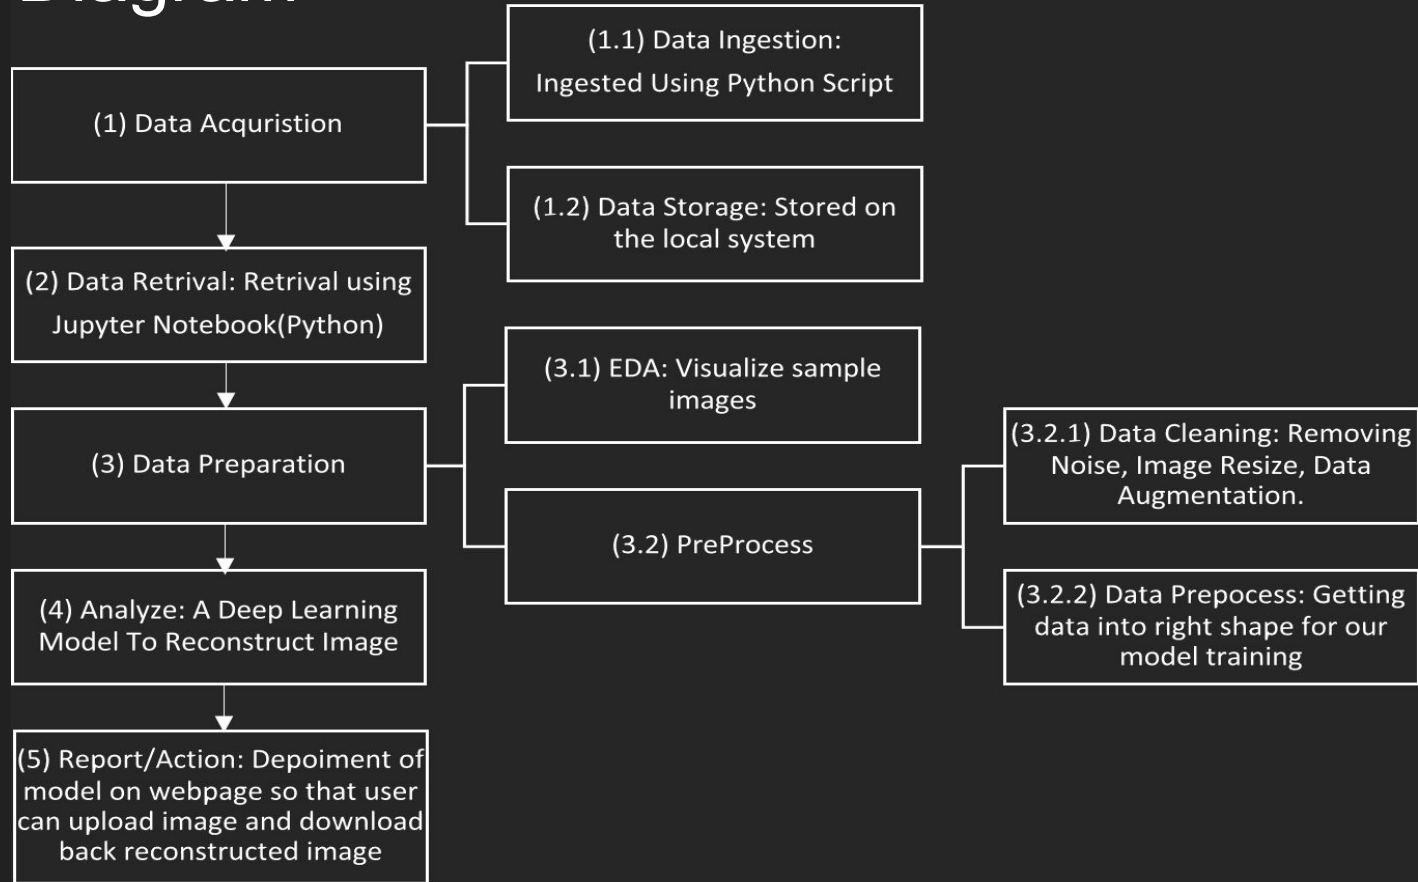 Diagram
(1) Data Acquristion
(1.1) Data Ingestion:
Ingested Using Python Script
(1.2) Data Storage: Stored on
the local system
(2) Data Retrival: Retrival using
Jupyter Notebook(Python)
(3) Data Preparation
(3.1) EDA: Visualize sample
images
(3.2) PreProcess
(3.2.1) Data Cleaning: Removing
Noise, Image Resize, Data
Augmentation.
(3.2.2) Data Prepocess: Getting
data into right shape for our
model training
(4) Analyze: A Deep Learning
Model To Reconstruct Image
(5) Report/Action: Depoiment of
model on webpage so that user
can upload image and download
back reconstructed image